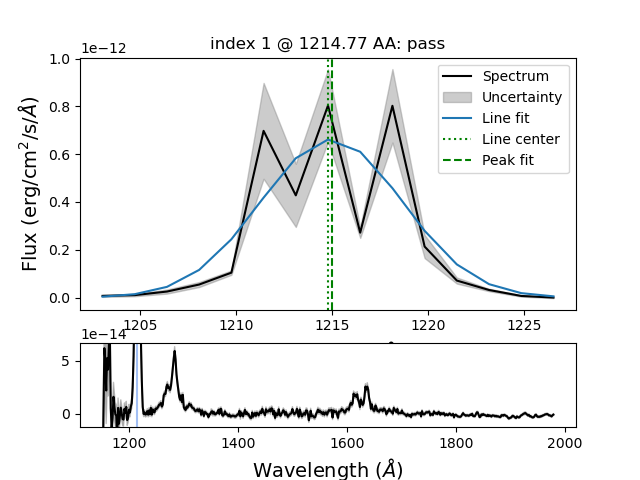 index 1 @ 1214.77 AA: pass
1e−12
1.0
0.8
0.6
0.4
0.2
0.0
Flux (erg/cm²/s/Å)
Spectrum
Uncertainty
Line fit
Line center
Peak fit
1205 1210 1215 1220 1225
1e−14
5
0
1200 1400 1600 1800 2000
Wavelength (Å)